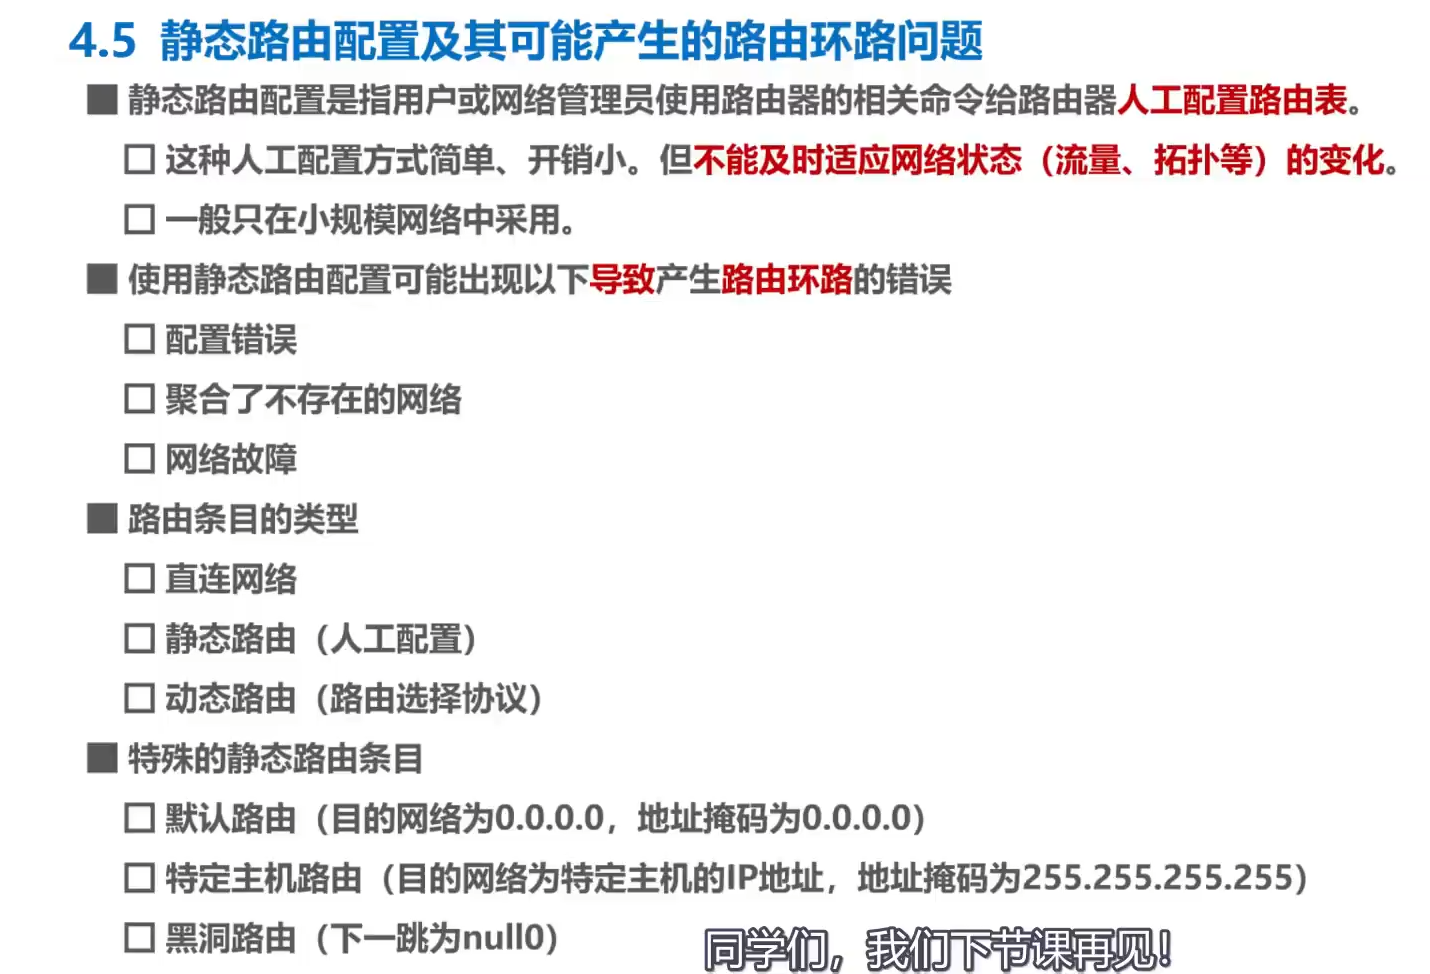 4.5 静态路由配置及其可能产生的路由环路问题
■ 静态路由配置是指用户或网络管理员使用路由器的相关命令给路由器人工配置路由表。
□ 这种人工配置方式简单、开销小。但不能及时适应网络状态（流量、拓扑等）的变化。
□ 一般只在小规模网络中采用。
■ 使用静态路由配置可能出现以下导致产生路由环路的错误
□ 配置错误
□ 聚合了不存在的网络
□ 网络故障
■ 路由条目的类型
□ 直连网络
□ 静态路由（人工配置）
□ 动态路由（路由选择协议）
■ 特殊的静态路由条目
□ 默认路由（目的网络为0.0.0.0，地址掩码为0.0.0.0）
□ 特定主机路由（目的网络为特定主机的IP地址，地址掩码为255.255.255.255）
□ 黑洞路由（下一跳为null0）
同学们，我们下节课再见！